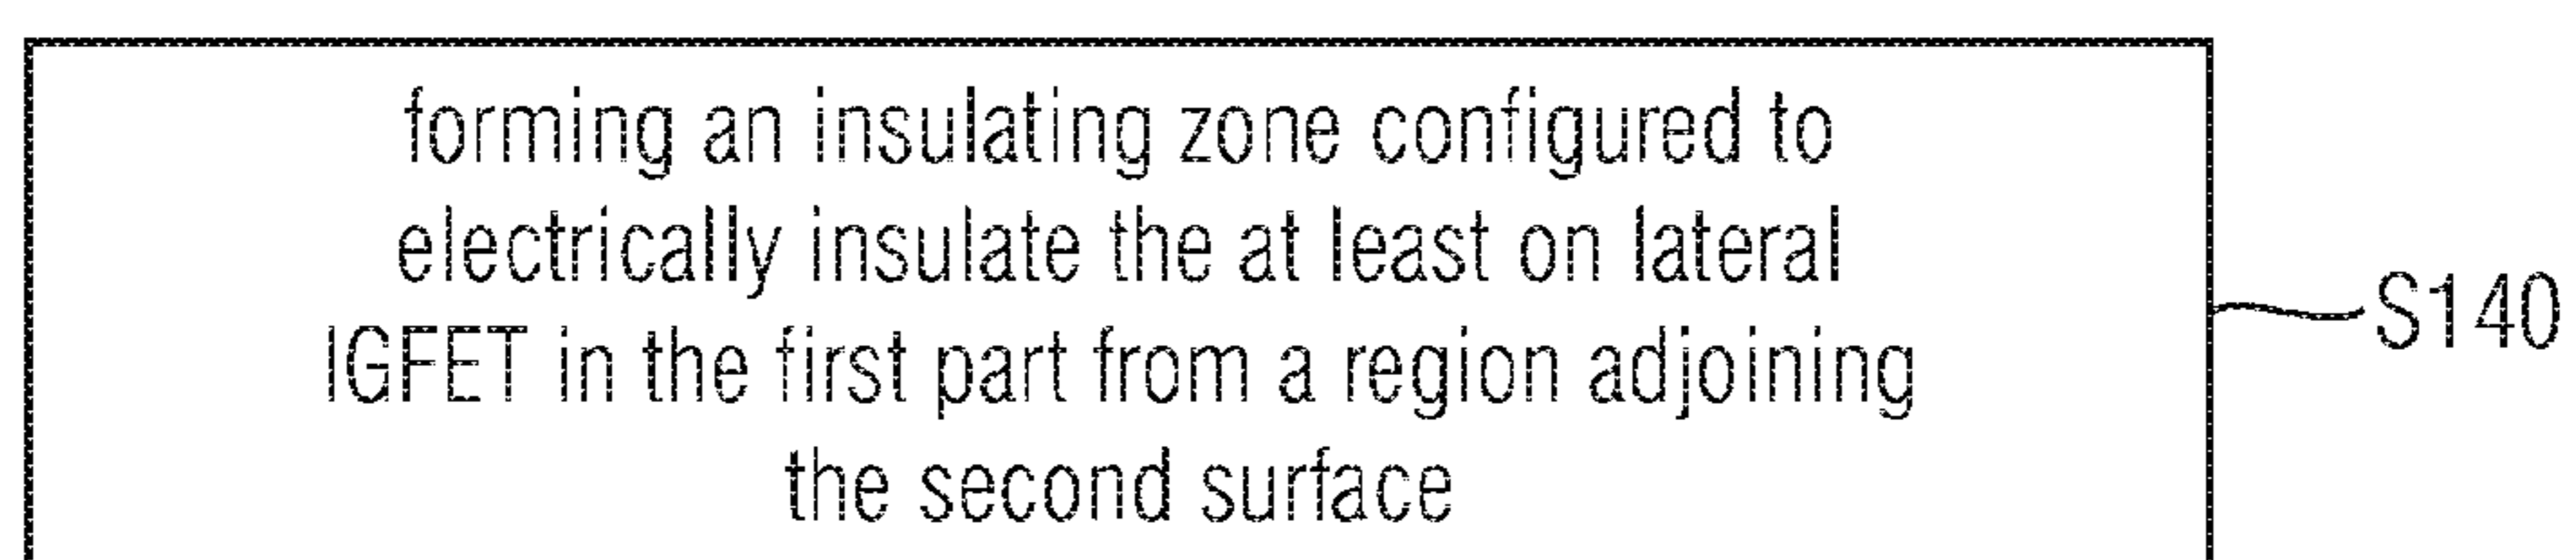 forming an insulating zone configured to
electrically insulate the at least on lateral
IGFET in the first part from a region adjoining
the second surface
S140